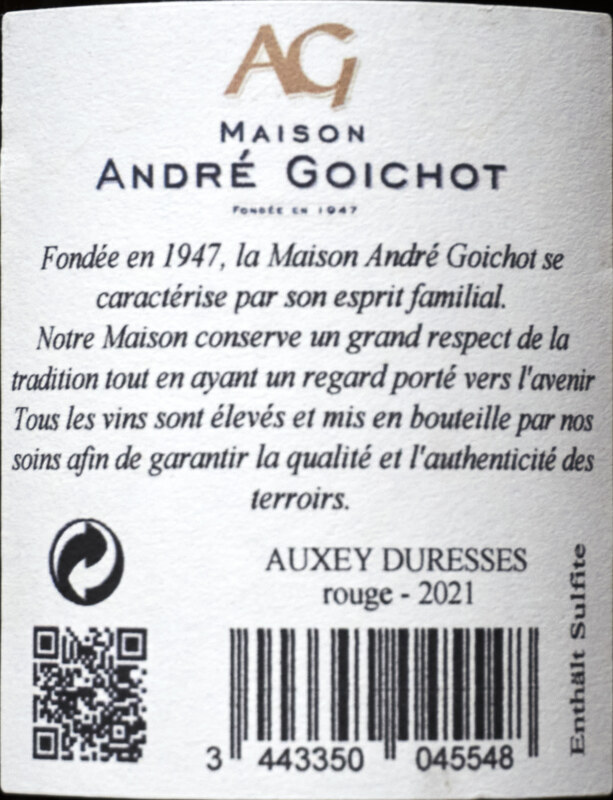 AG
MAISON
ANDRÉ GOICHOT
FONDÉE EN 1947
Fondée en 1947, la Maison André Goichot se
caractérise par son esprit familial.
Notre Maison conserve un grand respect de la
tradition tout en ayant un regard porté vers l'avenir
Tous les vins sont élevés et mis en bouteille par nos
soins afin de garantir la qualité et l'authenticité des
terroirs.
AUXEY DURESSES
rouge - 2021
Enthält Sulfite
3 443350 045548